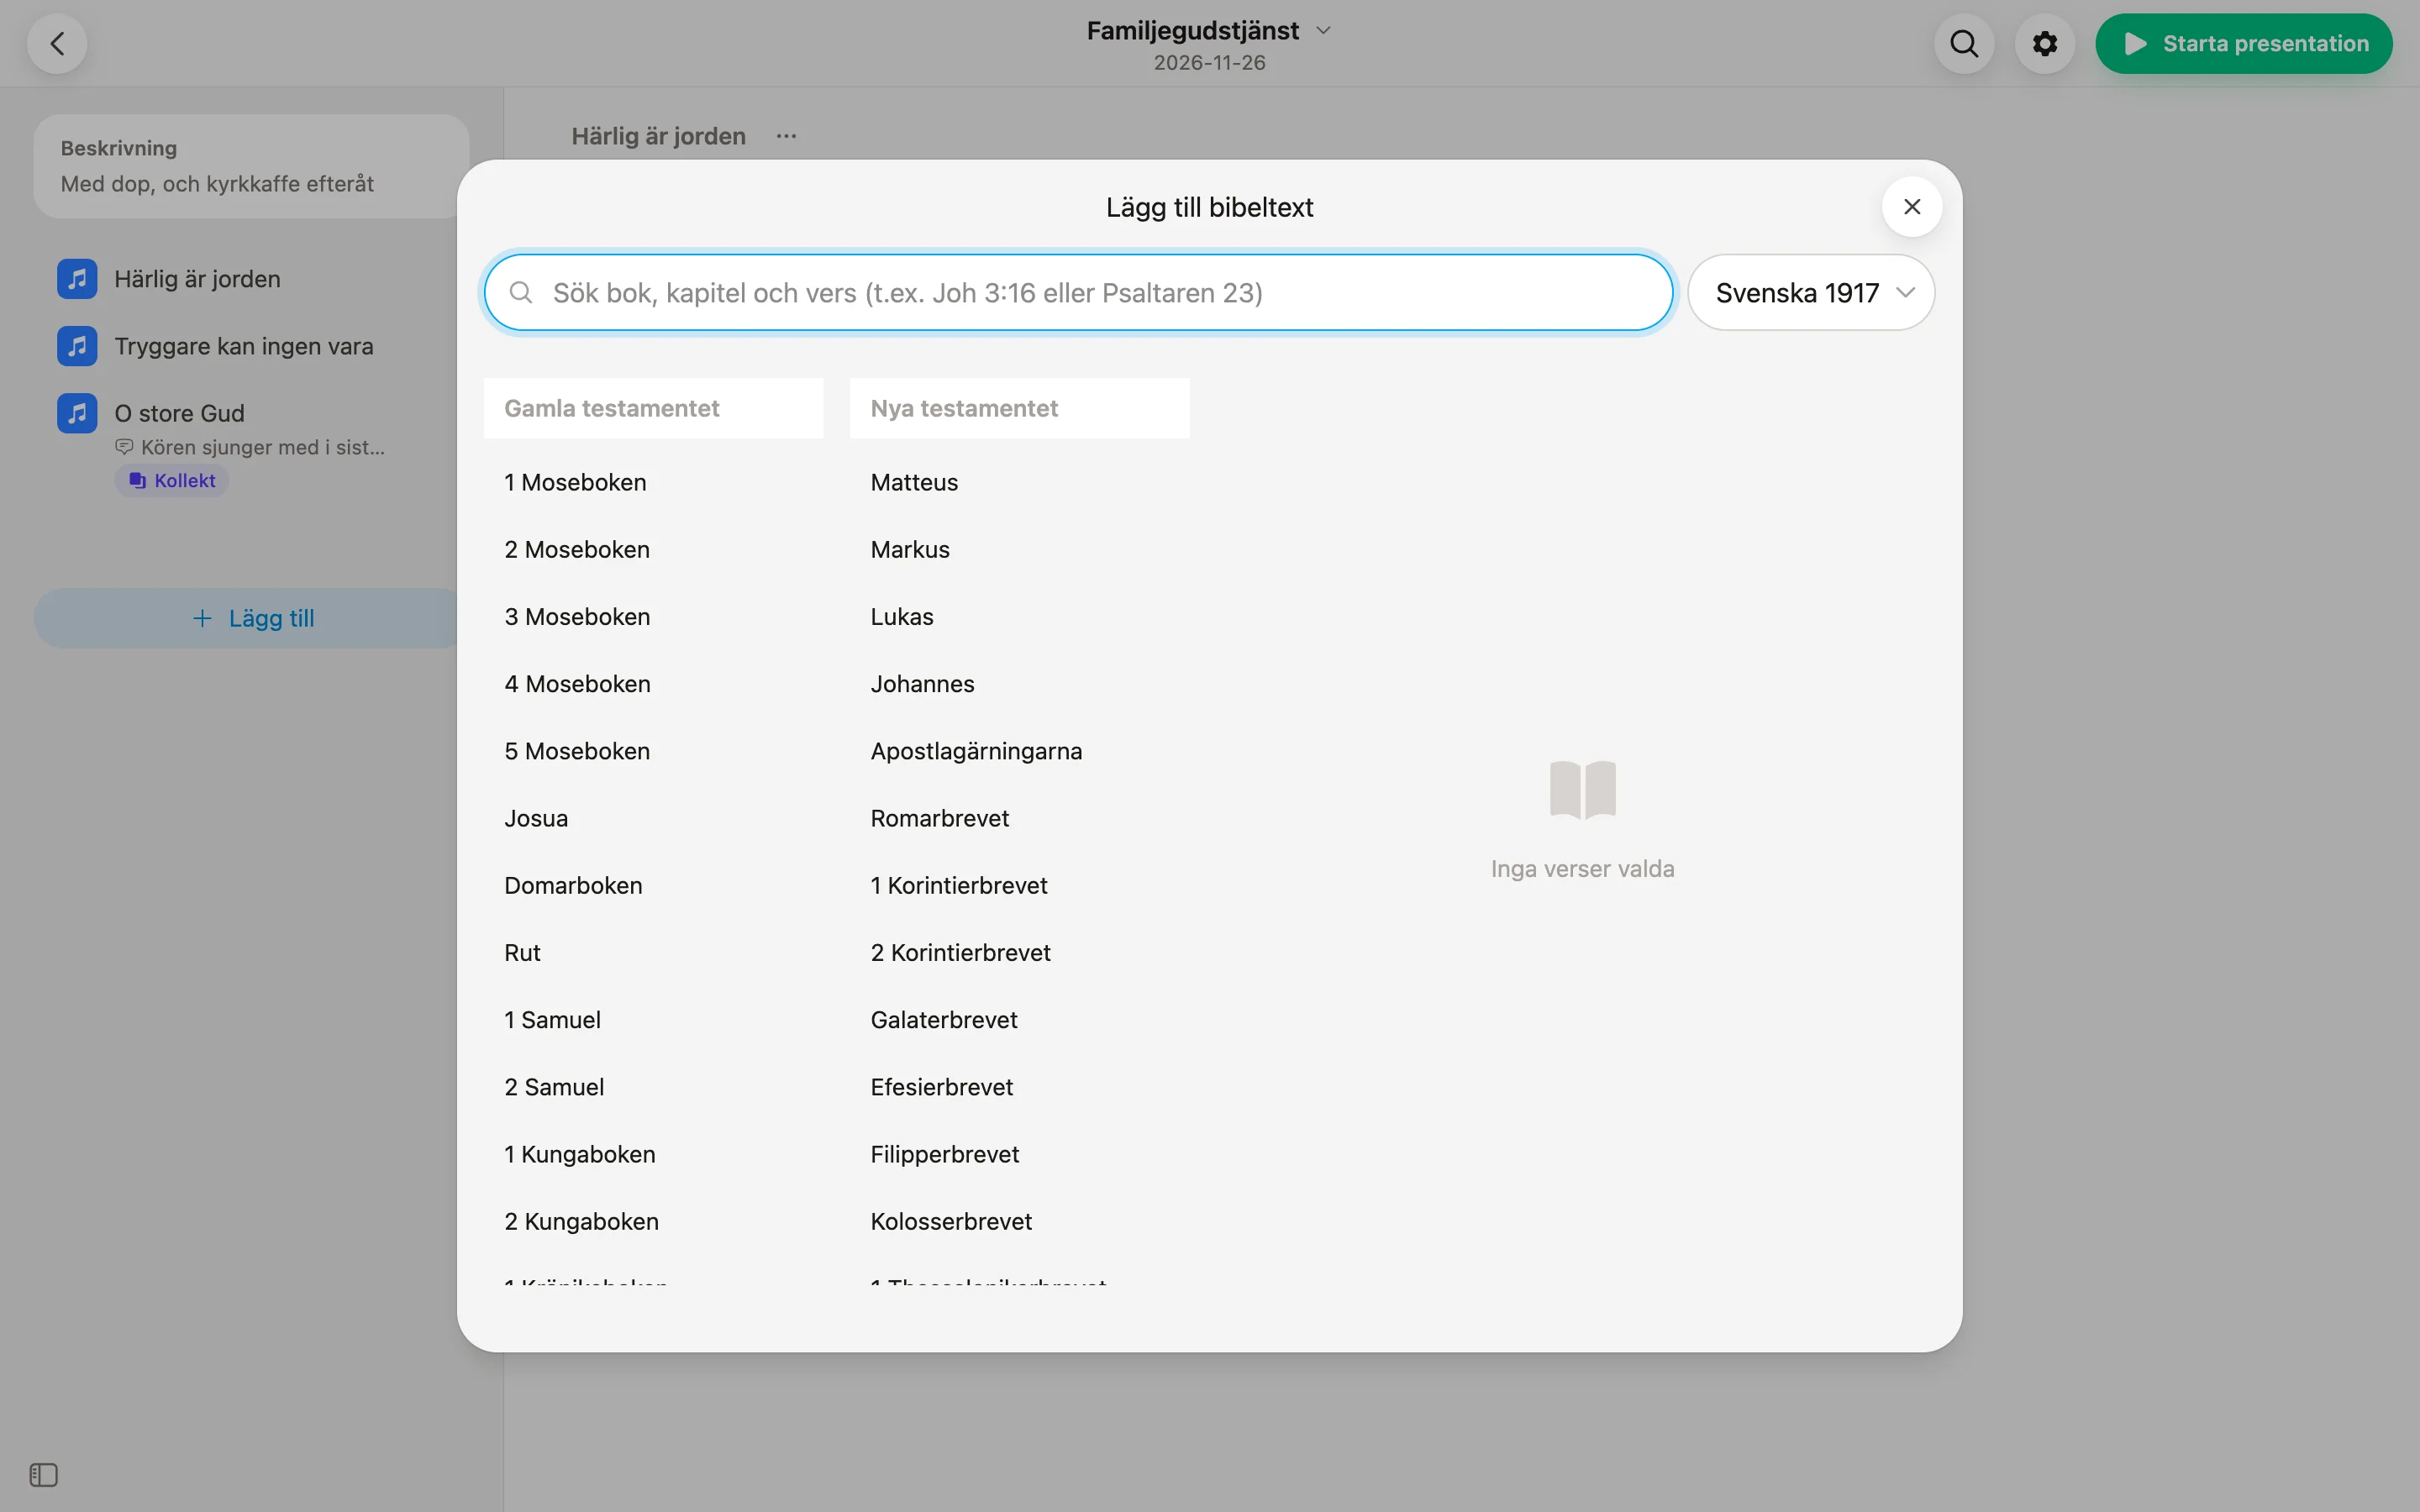 Familjegudstjänst
2026-11-26
Starta presentation
Beskrivning
Med dop, och kyrkkaffe efteråt
Härlig är jorden
Tryggare kan ingen vara
O store Gud
Kören sjunger med i sist...
Kollekt
Lägg till
Härlig är jorden
Lägg till bibeltext
Sök bok, kapitel och vers (t.ex. Joh 3:16 eller Psaltaren 23)
Svenska 1917
Gamla testamentet
1 Moseboken
2 Moseboken
3 Moseboken
4 Moseboken
5 Moseboken
Josua
Domarboken
Rut
1 Samuel
2 Samuel
1 Kungaboken
2 Kungaboken
Nya testamentet
Matteus
Markus
Lukas
Johannes
Apostlagärningarna
Romarbrevet
1 Korintierbrevet
2 Korintierbrevet
Galaterbrevet
Efesierbrevet
Filipperbrevet
Kolosserbrevet
Inga verser valda